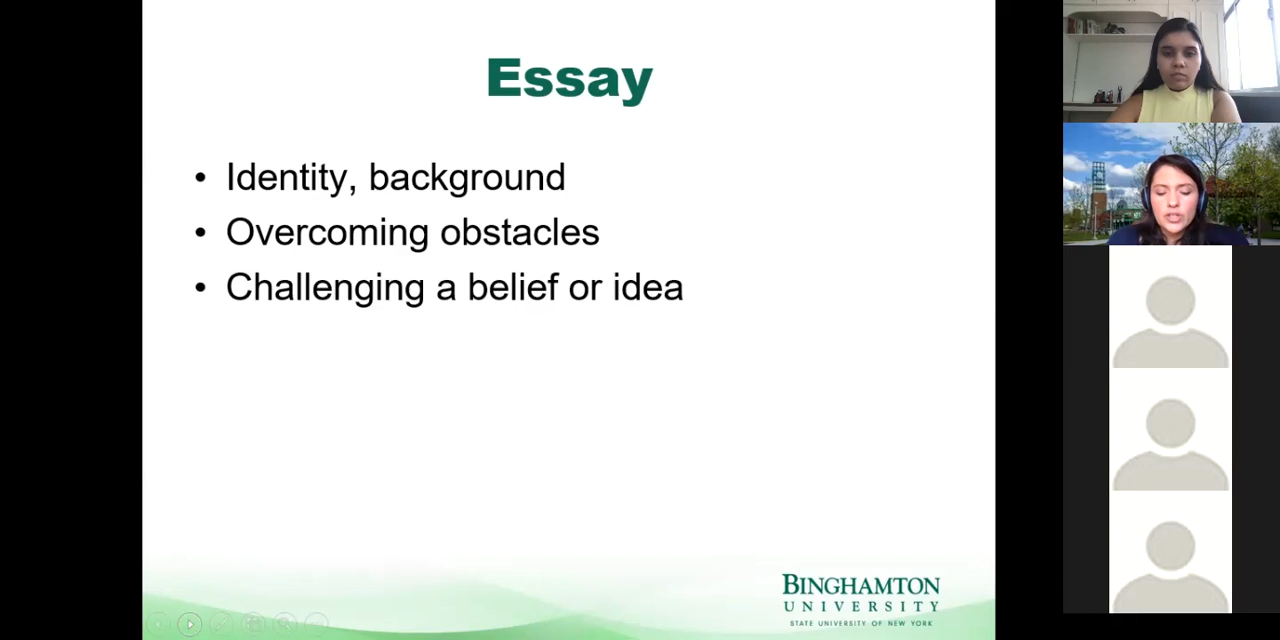 Essay
• Identity, background
• Overcoming obstacles
• Challenging a belief or idea
BINGHAMTON
UNIVERSITY
STATE UNIVERSITY OF NEW YORK